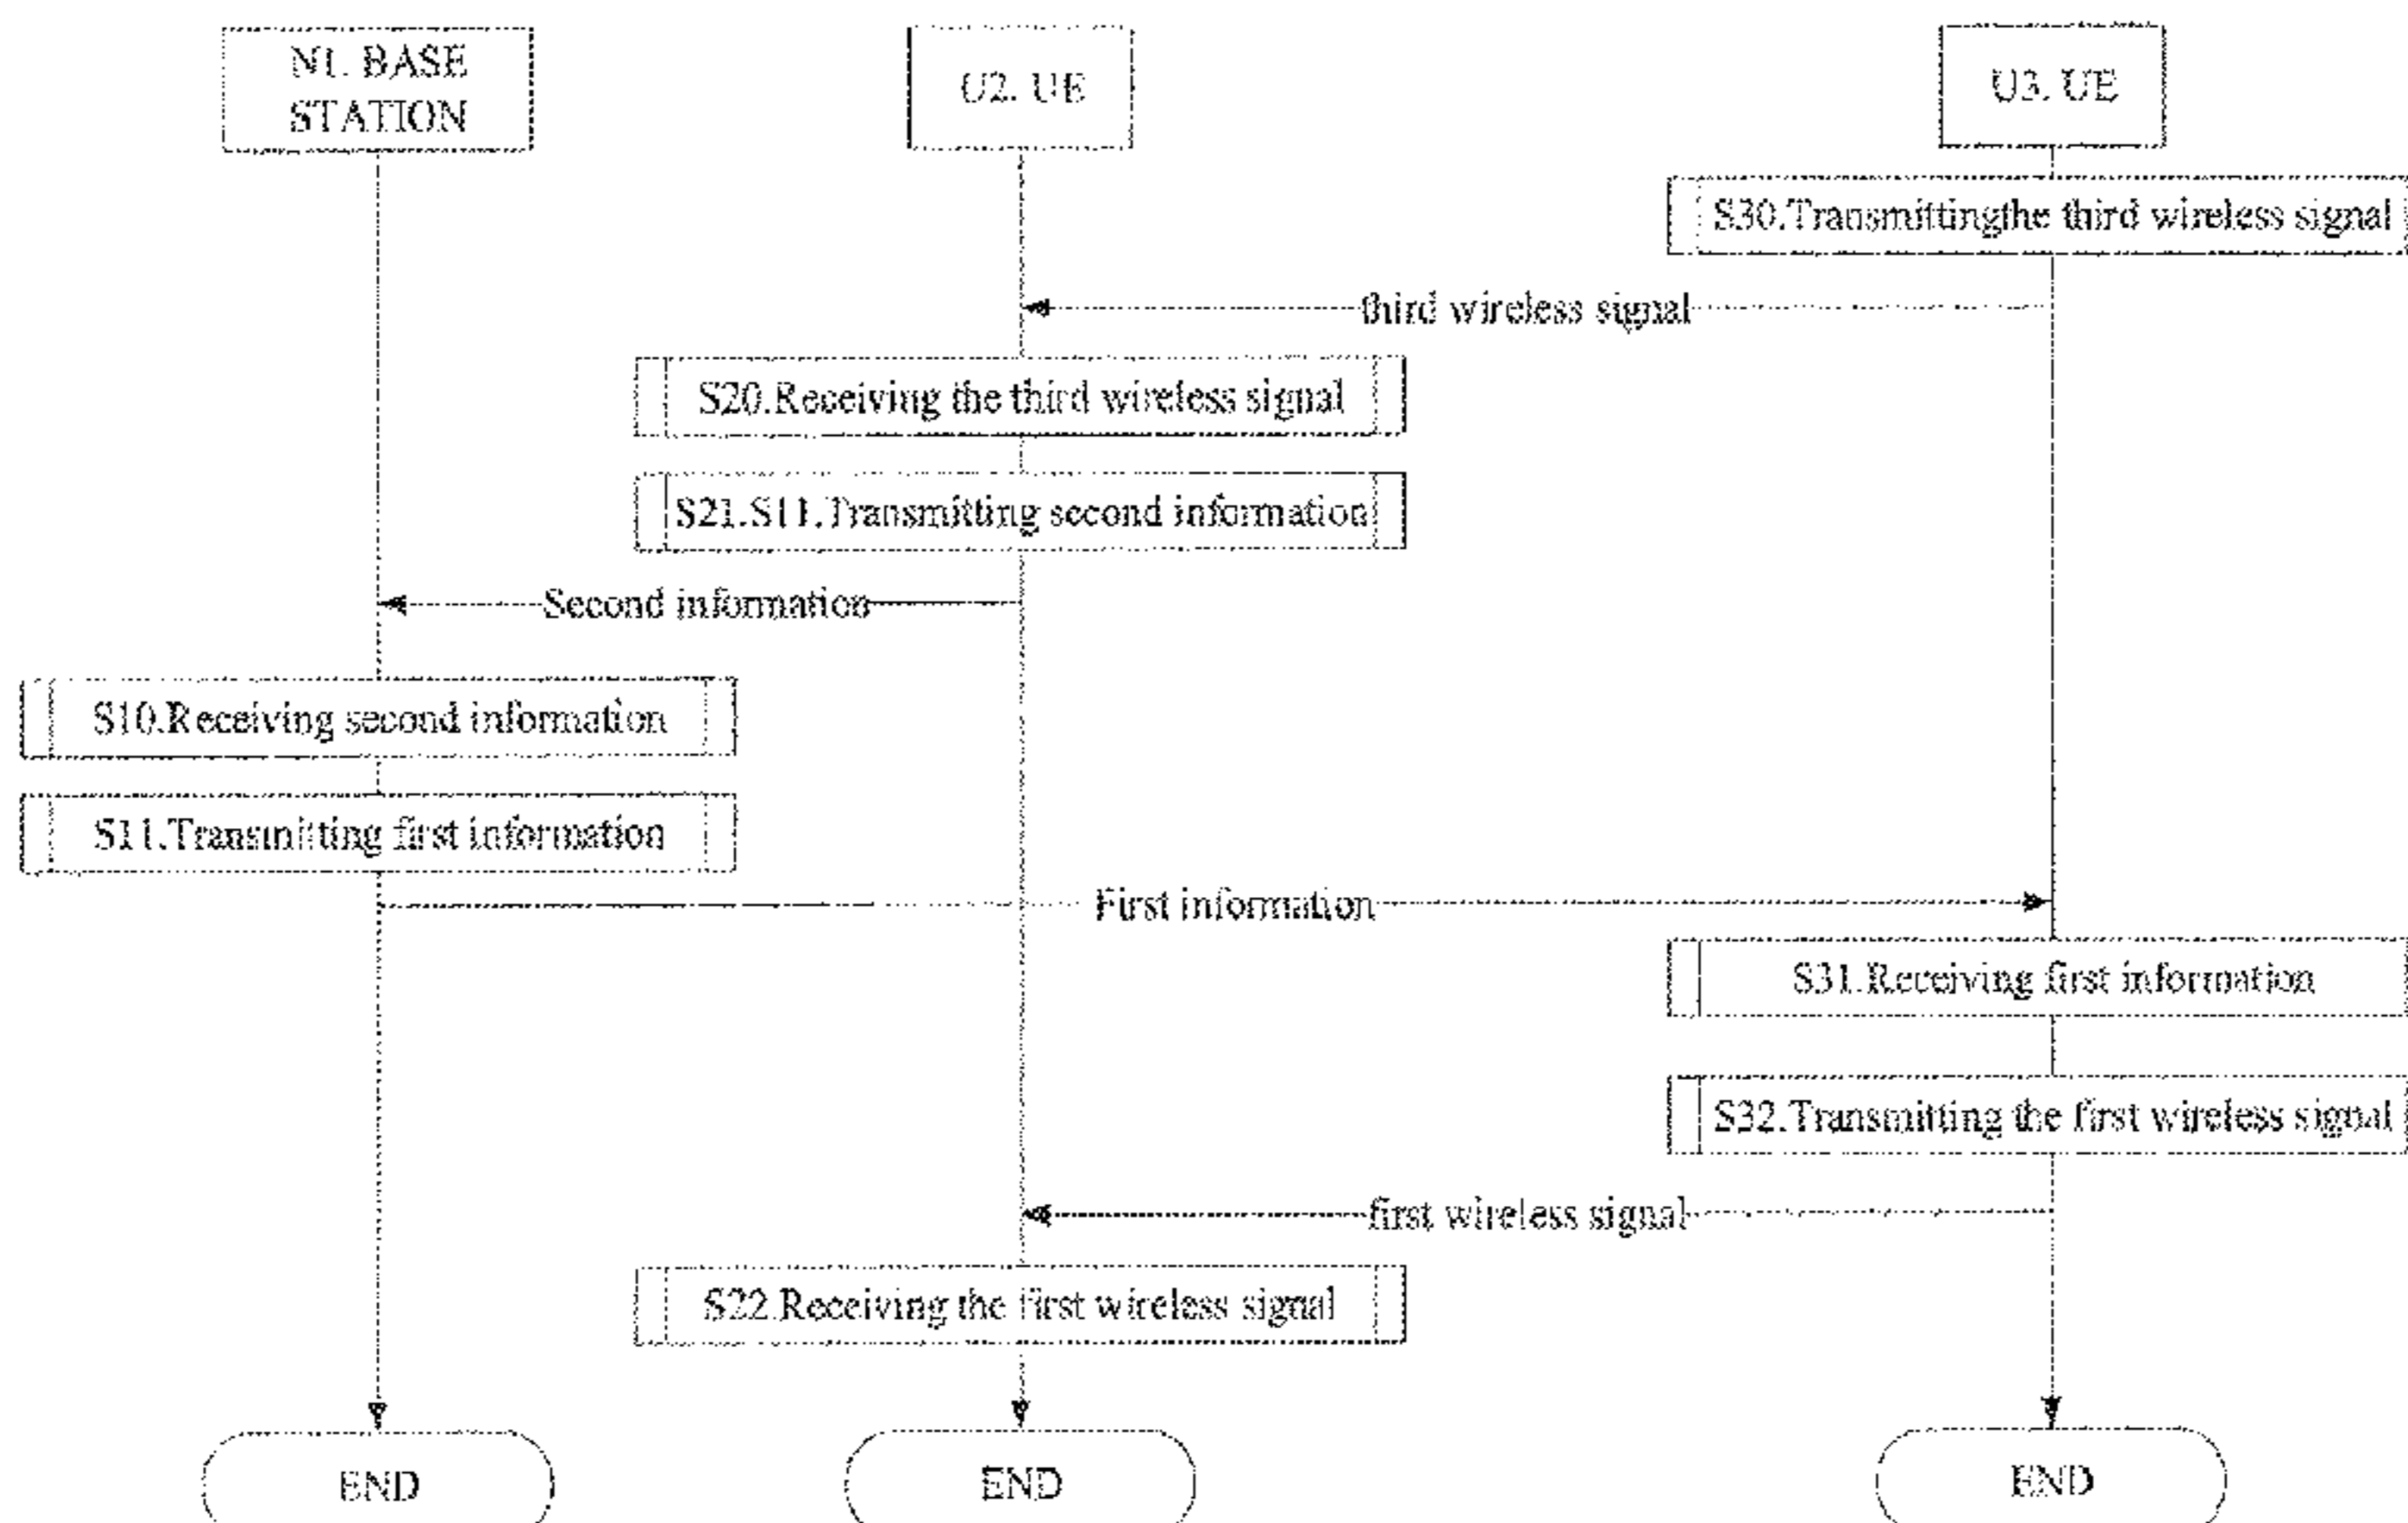 N1. BASE
STATION
U2. UE
U3. UE
S30.Transmittingthe third wireless signal
third wireless signal
S20.Receiving the third wireless signal
S21.S11.Transmitting second information
Second information
S10.Receiving second information
S11.Transmitting first information
First information
S31.Receiving first information
S32.Transmitting the first wireless signal
first wireless signal
S22.Receiving the first wireless signal
END
END
END